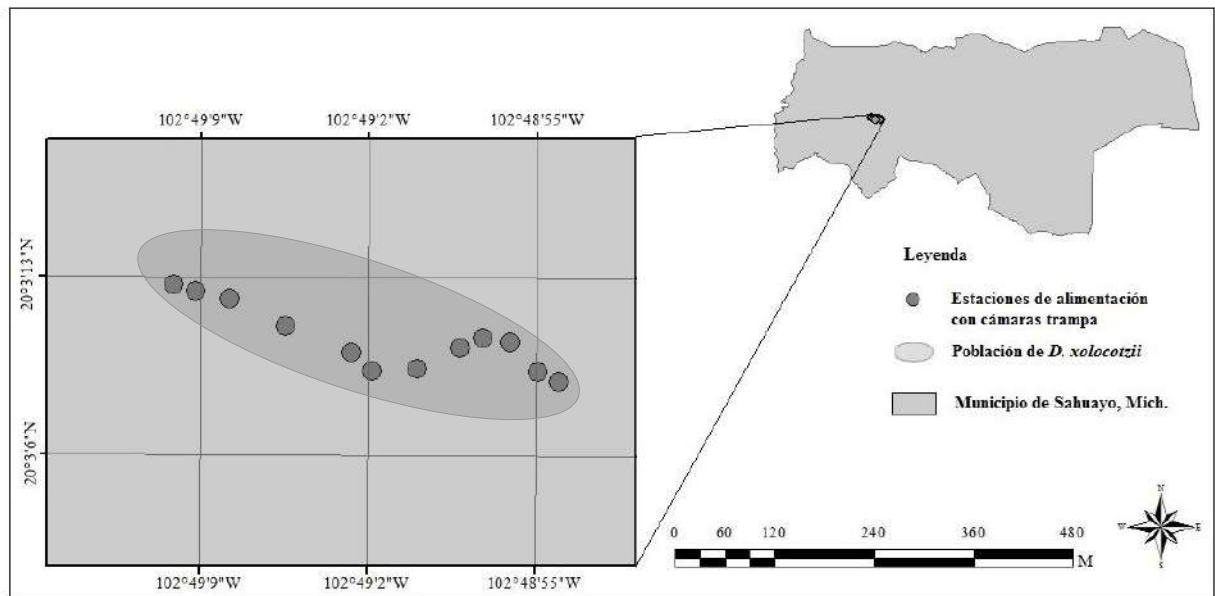 102°49'9"W
102°49'2"W
102°48'55"W
20°3'13"N
20°3'6"N
102°49'9"W
102°49'2"W
102°48'55"W
Leyenda
Estaciones de alimentación
con cámaras trampa
Población de D. xolocotzii
Municipio de Sahuayo, Mich.
N
W
E
S
0 60 120 240 360 480
M